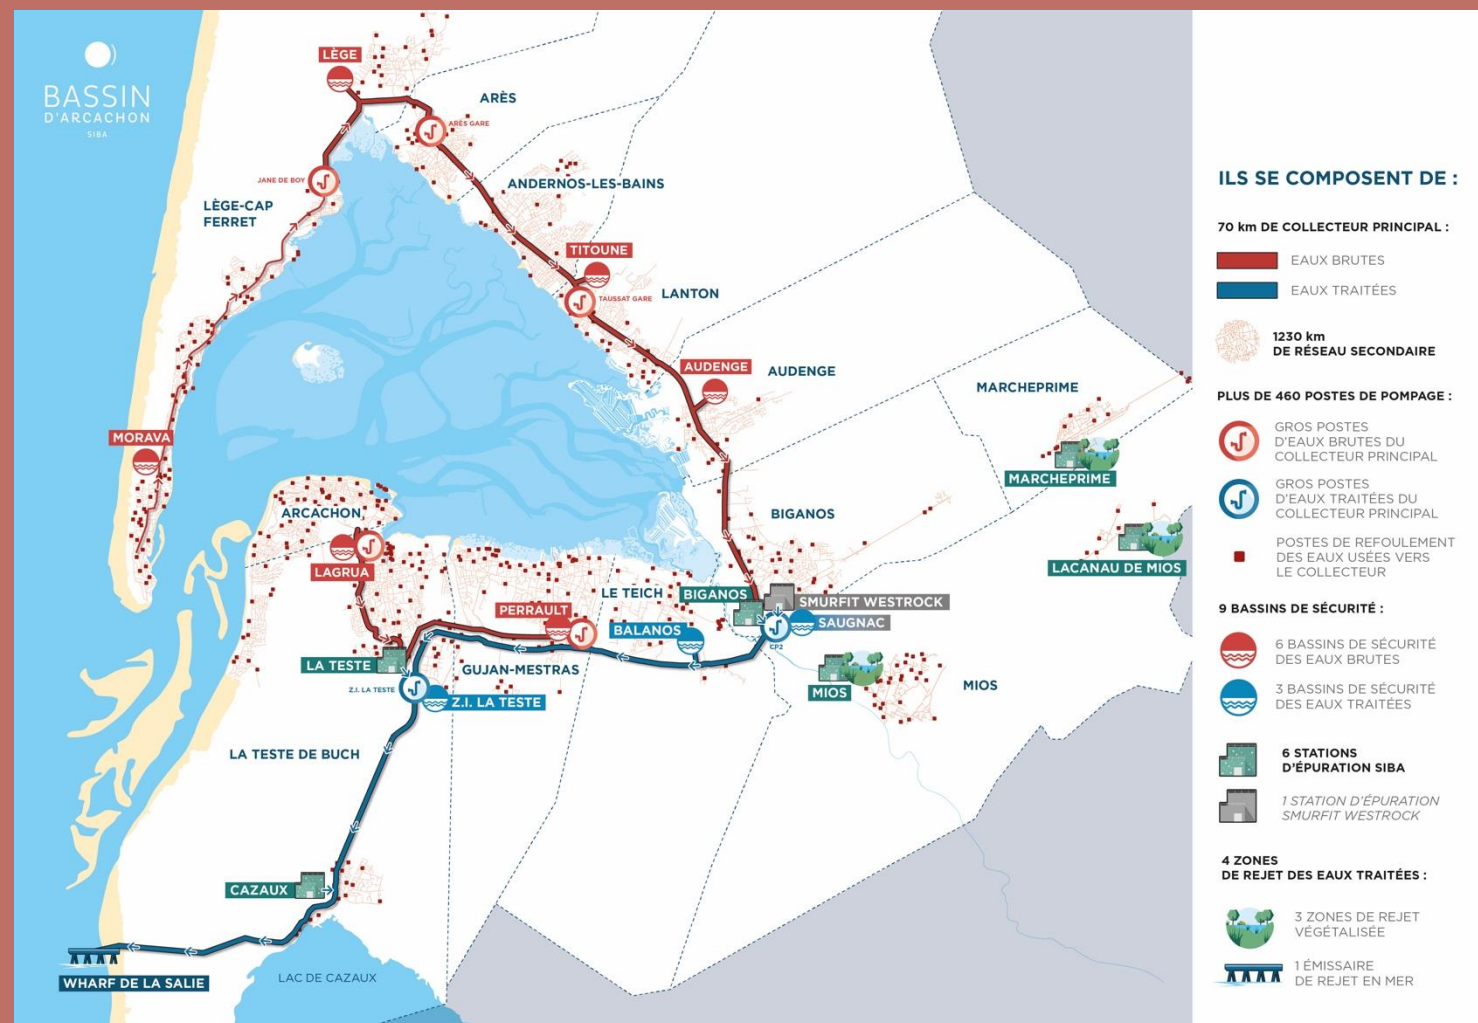 BASSIN
D'ARCACHON
SIBA
LÈGE
ARÈS
ARÈS GARE
JANE DE BOY
LÈGE-CAP
FERRET
ANDERNOS-LES-BAINS
TITOUNE
TAUSSAT GARE
LANTON
AUDENGE
AUDENGE
MARCHEPRIME
MARCHEPRIME
MORAVA
ARCACHON
LAGRUA
BIGANOS
LACANAU DE MIOS
LE TEICH
BIGANOS
SMURFIT WESTROCK
SAUGNAC
CP2
PERRAULT
BALANOS
LA TESTE
GUJAN-MESTRAS
Z.I. LA TESTE
Z.I. LA TESTE
MIOS
MIOS
LA TESTE DE BUCH
CAZAUX
WHARF DE LA SALIE
LAC DE CAZAUX
ILS SE COMPOSENT DE :
70 km DE COLLECTEUR PRINCIPAL :
EAUX BRUTES
EAUX TRAITÉES
1230 km
DE RÉSEAU SECONDAIRE
PLUS DE 460 POSTES DE POMPAGE :
GROS POSTES
D'EAUX BRUTES DU
COLLECTEUR PRINCIPAL
GROS POSTES
D'EAUX TRAITÉES DU
COLLECTEUR PRINCIPAL
POSTES DE REFOULEMENT
DES EAUX USÉES VERS
LE COLLECTEUR
9 BASSINS DE SÉCURITÉ :
6 BASSINS DE SÉCURITÉ
DES EAUX BRUTES
3 BASSINS DE SÉCURITÉ
DES EAUX TRAITÉES
6 STATIONS
D'ÉPURATION SIBA
1 STATION D'ÉPURATION
SMURFIT WESTROCK
4 ZONES
DE REJET DES EAUX TRAITÉES :
3 ZONES DE REJET
VÉGÉTALISÉE
1 ÉMISSAIRE
DE REJET EN MER